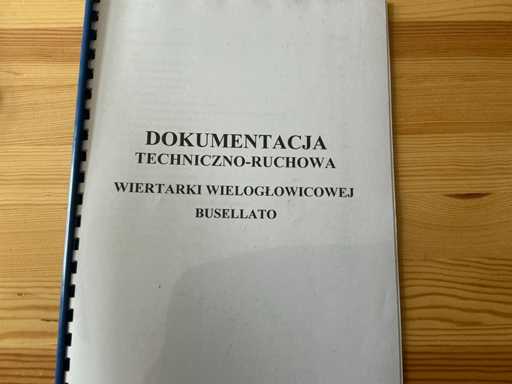 DOKUMENTACJA
TECHNICZNO-RUCHOWA
WIERTARKI WIELOGŁOWICOWEJ
BUSELLATO